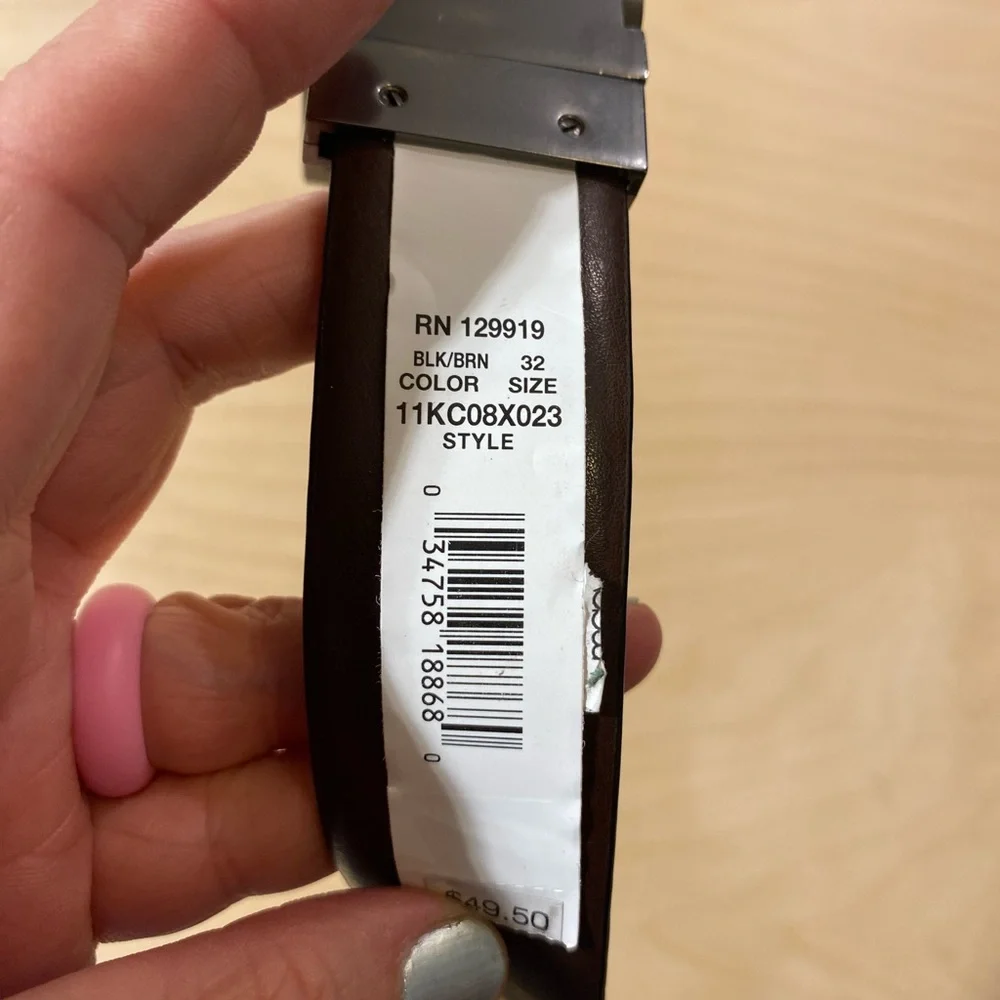 RN 129919
BLK/BRN 32
COLOR SIZE
11KC08X023
STYLE
0 34758 18868 0
$49.50